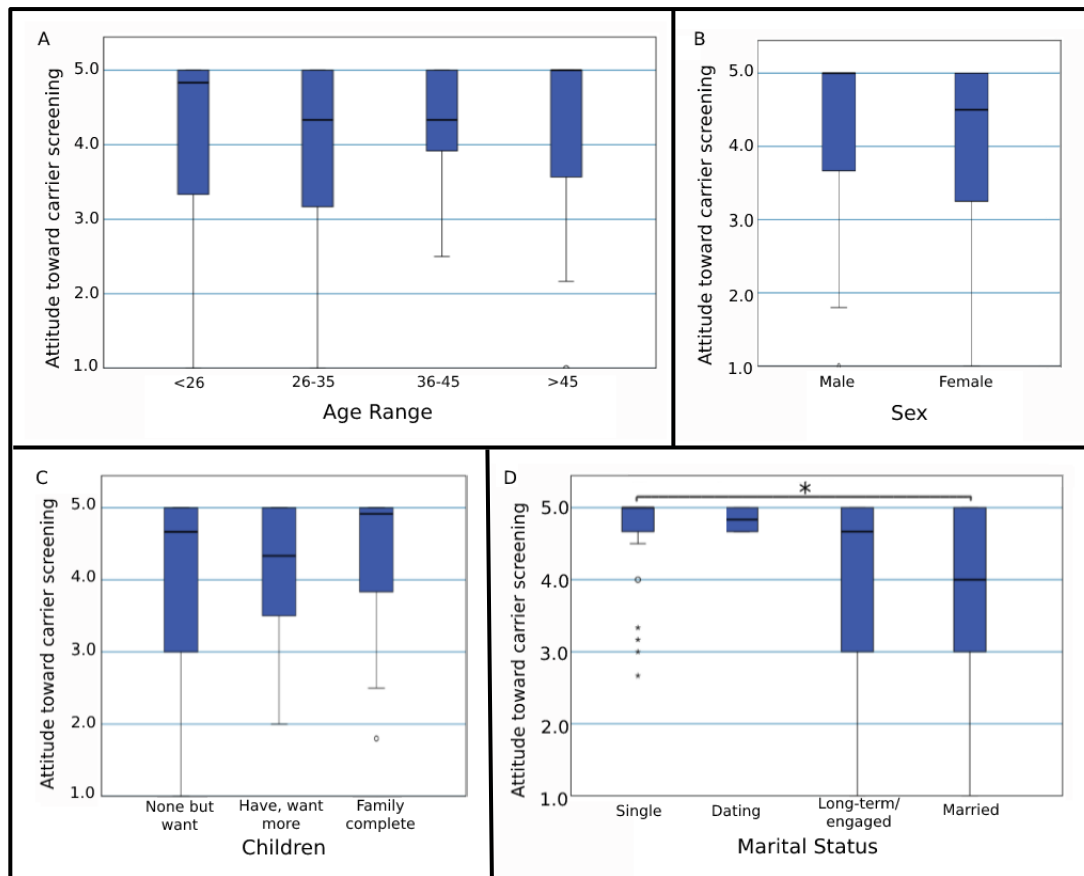 A
Attitude toward carrier screening
5.0
4.0
3.0
2.0
1.0
<26 26-35 36-45 >45
Age Range
B
Attitude toward carrier screening
5.0
4.0
3.0
2.0
1.0
Male Female
Sex
C
Attitude toward carrier screening
5.0
4.0
3.0
2.0
1.0
None but want Have, want more Family complete
Children
D
Attitude toward carrier screening
*
5.0
4.0
3.0
2.0
1.0
Single Dating Long-term/ engaged Married
Marital Status